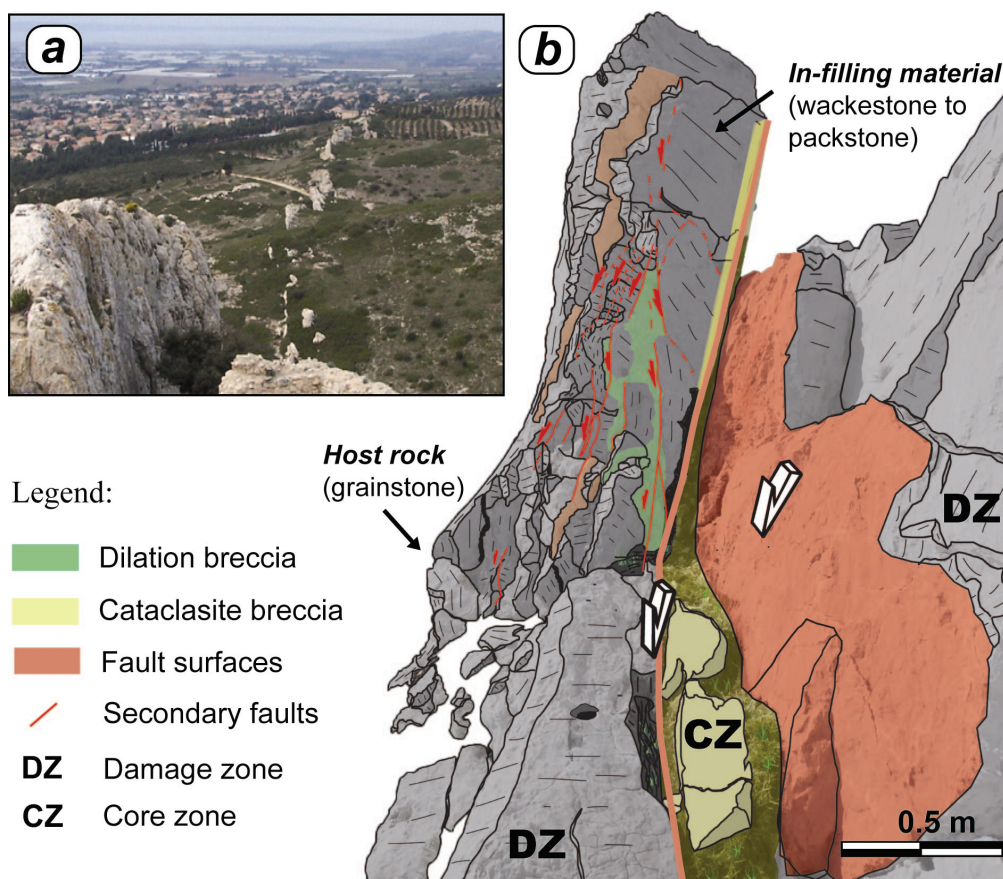 a
b
In-filling material
(wackestone to
packstone)
Host rock
(grainstone)
Legend:
Dilation breccia
Cataclasite breccia
Fault surfaces
Secondary faults
DZ Damage zone
CZ Core zone
DZ
CZ
DZ
0.5 m